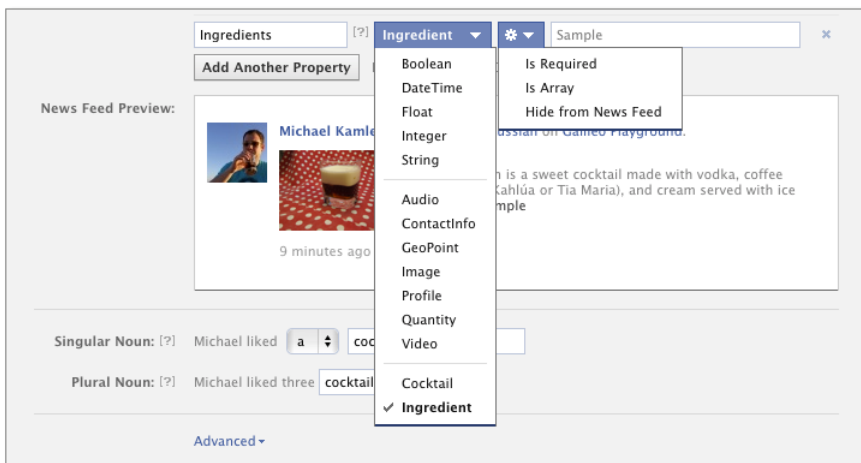 Ingredients [?] Ingredient Sample ×
Add Another Property
Boolean Is Required
DateTime Is Array
Float Hide from News Feed
Integer
String
Audio
ContactInfo
GeoPoint
Image
Profile
Quantity
Video
Cocktail
✓ Ingredient
News Feed Preview:
Michael Kamle ussian on Galileo Playground.
is a sweet cocktail made with vodka, coffee
Kahlúa or Tia Maria), and cream served with ice
mple
9 minutes ago
Singular Noun: [?] Michael liked a coc
Plural Noun: [?] Michael liked three cocktail
Advanced